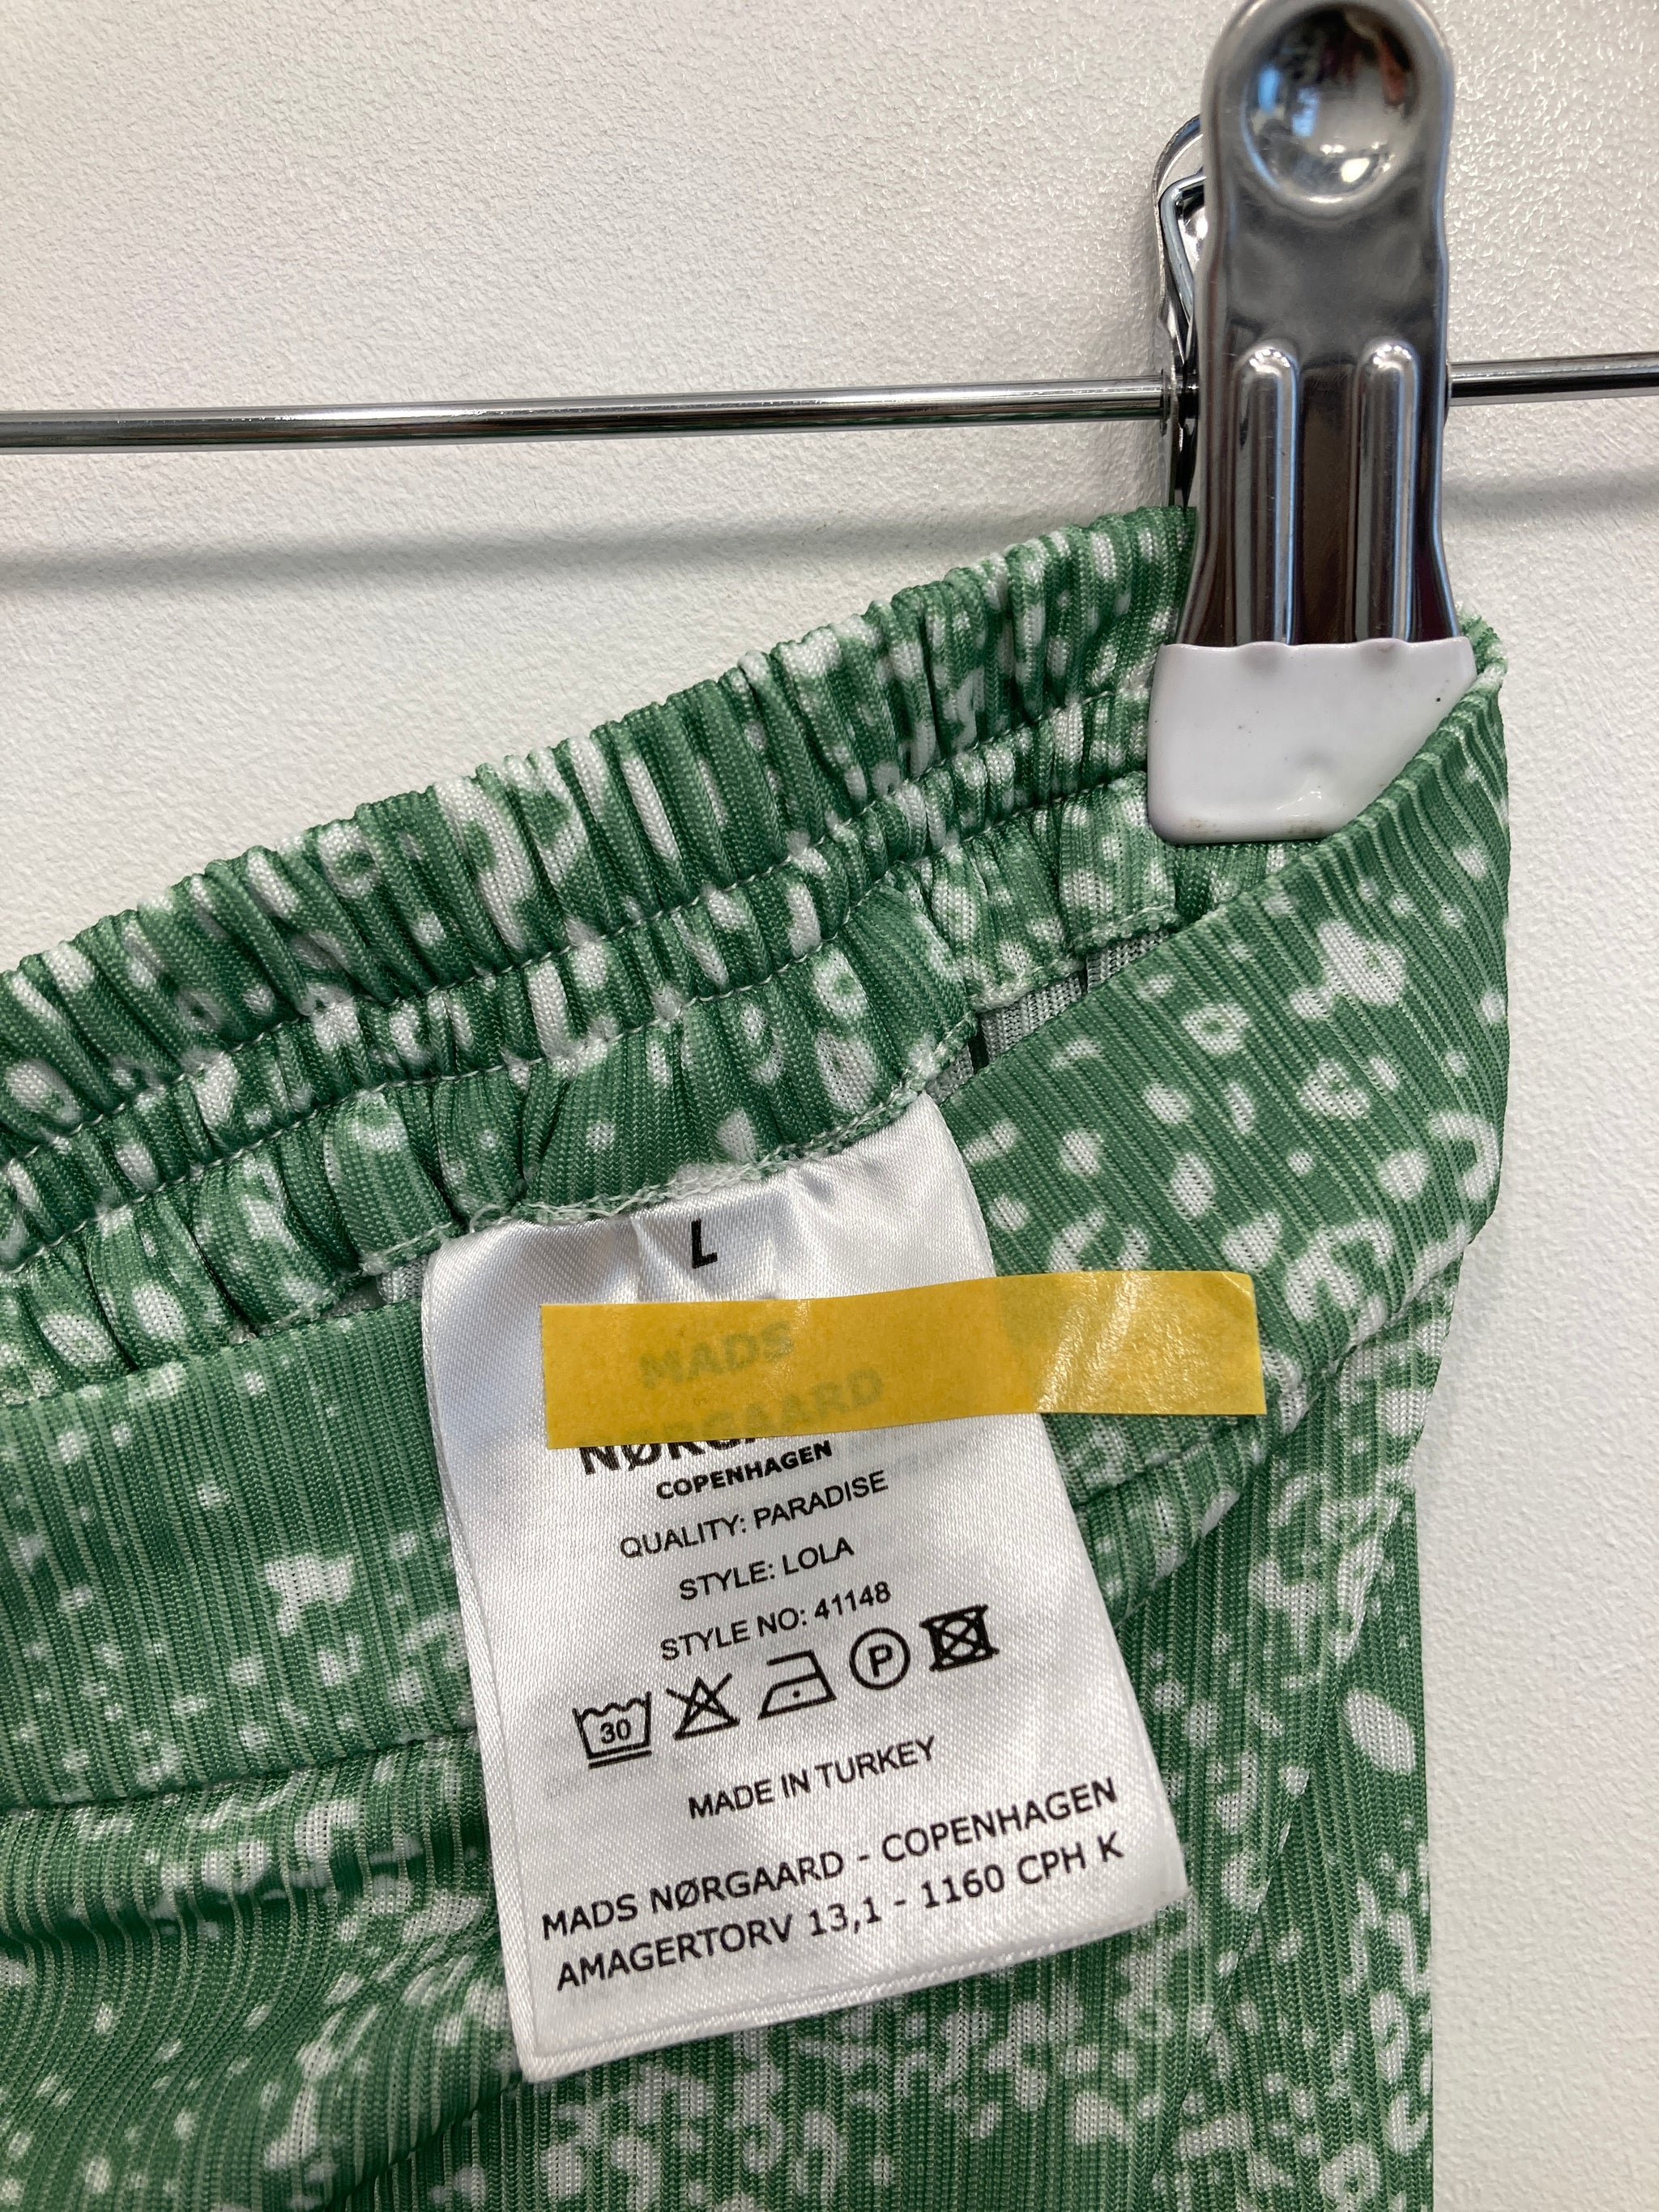 L
MADS
NØRGAARD
COPENHAGEN
QUALITY: PARADISE
STYLE: LOLA
STYLE NO: 41148
30 P
MADE IN TURKEY
MADS NØRGAARD - COPENHAGEN
AMAGERTORV 13,1 - 1160 CPH K